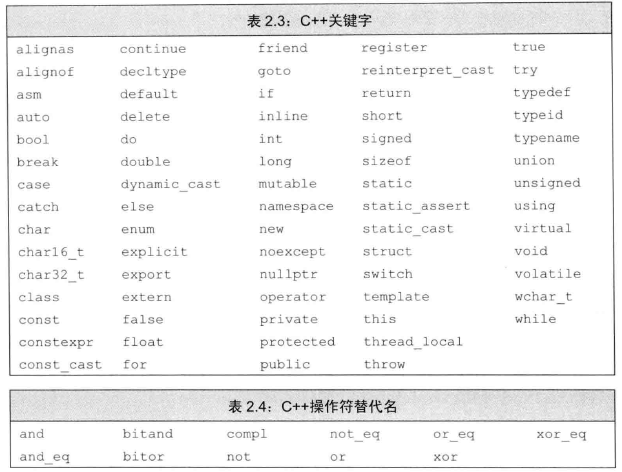 表 2.3：C++关键字
alignas continue friend register true
alignof decltype goto reinterpret_cast try
asm default if return typedef
auto delete inline short typeid
bool do int signed typename
break double long sizeof union
case dynamic_cast mutable static unsigned
catch else namespace static_assert using
char enum new static_cast virtual
char16_t explicit noexcept struct void
char32_t export nullptr switch volatile
class extern operator template wchar_t
const false private this while
constexpr float protected thread_local
const_cast for public throw
表 2.4：C++操作符替代名
and bitand compl not_eq or_eq xor_eq
and_eq bitor not or xor